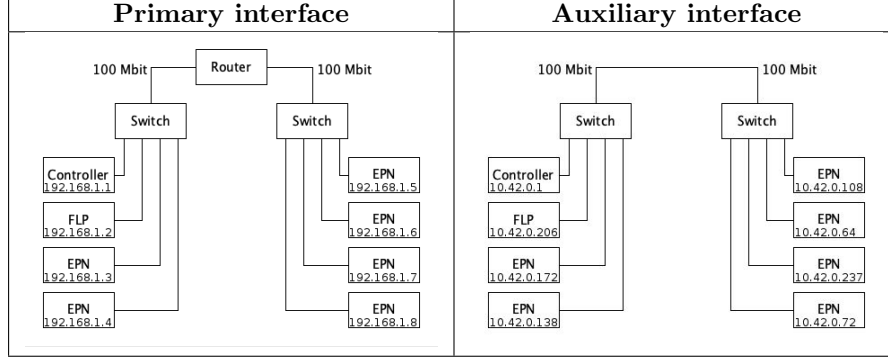 Primary interface
Auxiliary interface
100 Mbit
Router
100 Mbit
Switch
Switch
Controller
192.168.1.1
EPN
192.168.1.5
FLP
192.168.1.2
EPN
192.168.1.6
EPN
192.168.1.3
EPN
192.168.1.7
EPN
192.168.1.4
EPN
192.168.1.8
100 Mbit
100 Mbit
Switch
Switch
Controller
10.42.0.1
EPN
10.42.0.108
FLP
10.42.0.206
EPN
10.42.0.64
EPN
10.42.0.172
EPN
10.42.0.237
EPN
10.42.0.138
EPN
10.42.0.72